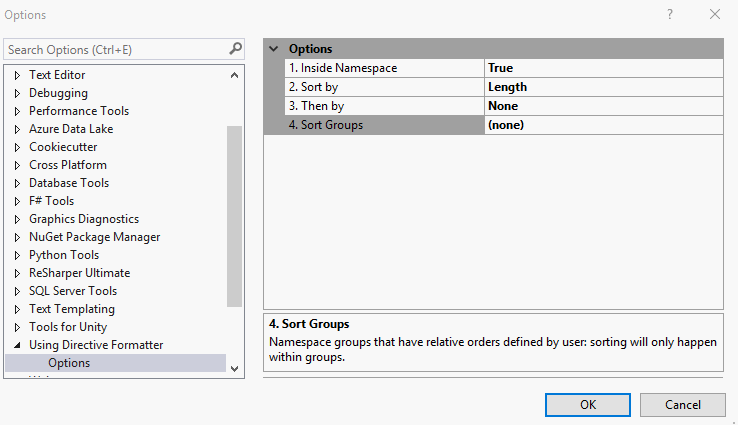 Options
Search Options (Ctrl+E)
Text Editor
Debugging
Performance Tools
Azure Data Lake
Cookiecutter
Cross Platform
Database Tools
F# Tools
Graphics Diagnostics
NuGet Package Manager
Python Tools
ReSharper Ultimate
SQL Server Tools
Text Templating
Tools for Unity
Using Directive Formatter
Options
Options
1. Inside Namespace True
2. Sort by Length
3. Then by None
4. Sort Groups (none)
4. Sort Groups
Namespace groups that have relative orders defined by user: sorting will only happen
within groups.
OK Cancel